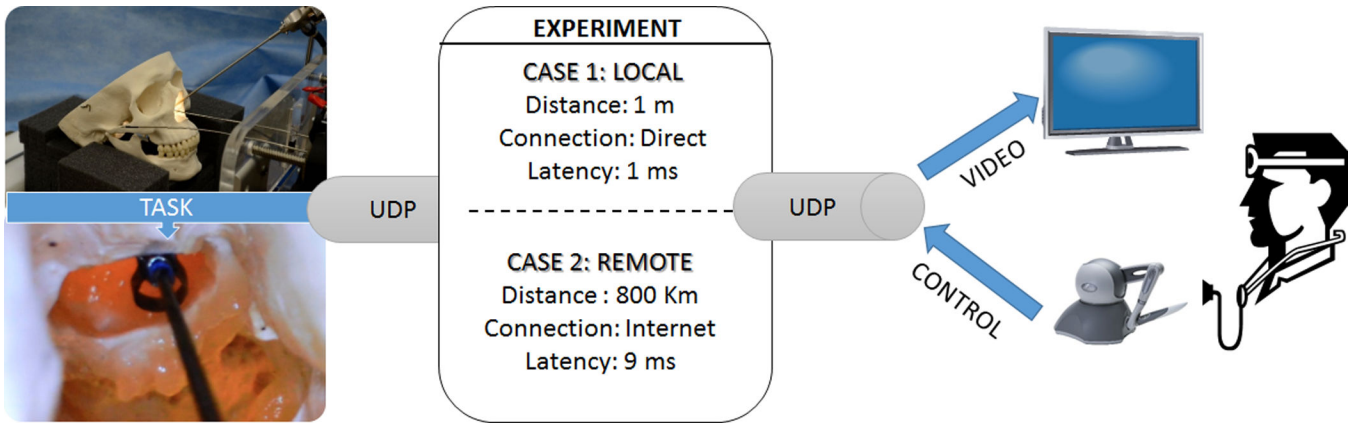 TASK
UDP
EXPERIMENT
CASE 1: LOCAL
Distance: 1 m
Connection: Direct
Latency: 1 ms
CASE 2: REMOTE
Distance : 800 Km
Connection: Internet
Latency: 9 ms
UDP
VIDEO
CONTROL